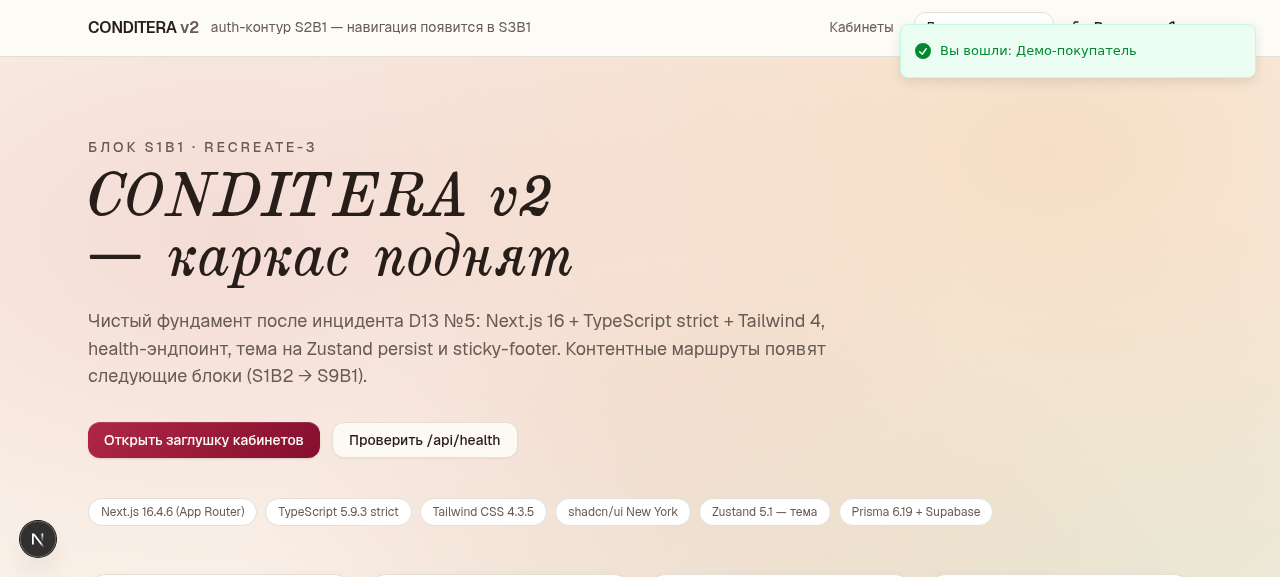 CONDITERA v2 auth-контур S2B1 — навигация появится в S3B1 Кабинеты
Вы вошли: Демо-покупатель
БЛОК S1B1 · RECREATE-3
CONDITERA v2
— каркас поднят
Чистый фундамент после инцидента D13 №5: Next.js 16 + TypeScript strict + Tailwind 4,
health-эндпоинт, тема на Zustand persist и sticky-footer. Контентные маршруты появят
следующие блоки (S1B2 → S9B1).
Открыть заглушку кабинетов Проверить /api/health
Next.js 16.4.6 (App Router) TypeScript 5.9.3 strict Tailwind CSS 4.3.5 shadcn/ui New York Zustand 5.1 — тема Prisma 6.19 + Supabase